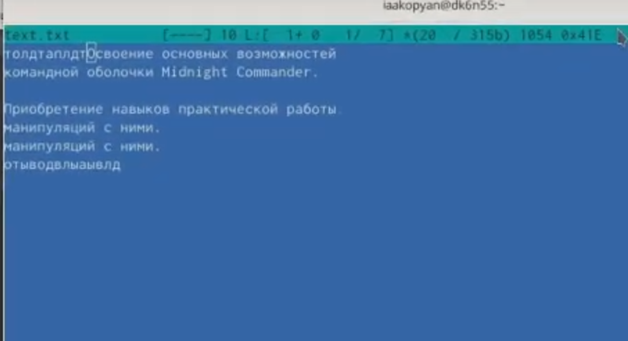 iaakopyan@dk6n55:~
text.txt [----] 10 L:[ 1+ 0 1/ 7] *(20 / 315b) 1054 0x41E
толдтаплдтОсвоение основных возможностей
командной оболочки Midnight Commander.
Приобретение навыков практической работы
манипуляций с ними.
манипуляций с ними.
отыводвлыаывлд